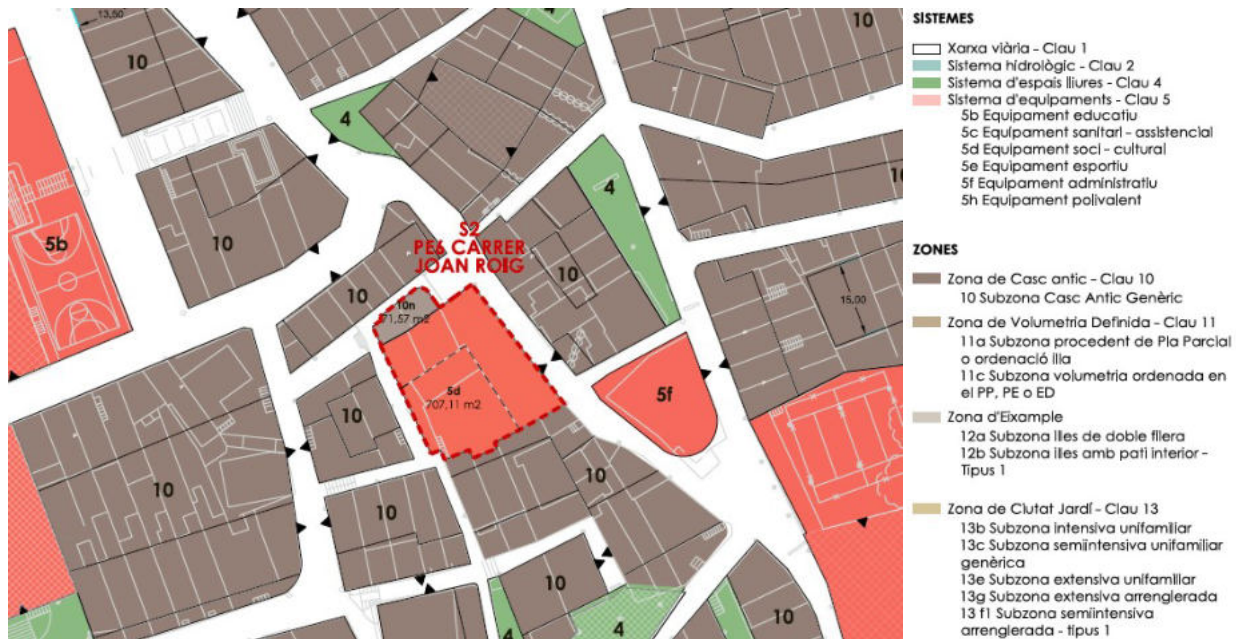 13,50
10
4
10
10
10
4
4
10
5b
10
S2
PE6 CARRER
JOAN ROIG
10
10
15,00
10n
71,57 m2
5d
707,11 m2
5f
10
10
10
10
10
4
4
10
SISTEMES
Xarxa viària - Clau 1
Sistema hidrològic - Clau 2
Sistema d'espais lliures - Clau 4
Sistema d'equipaments - Clau 5
5b Equipament educatiu
5c Equipament sanitari - assistencial
5d Equipament soci - cultural
5e Equipament esportiu
5f Equipament administratiu
5h Equipament polivalent
ZONES
Zona de Casc antic - Clau 10
10 Subzona Casc Antic Genèric
Zona de Volumetria Definida - Clau 11
11a Subzona procedent de Pla Parcial
o ordenació illa
11c Subzona volumetria ordenada en
el PP, PE o ED
Zona d'Eixample
12a Subzona illes de doble filera
12b Subzona illes amb pati interior -
Tipus 1
Zona de Ciutat Jardí - Clau 13
13b Subzona intensiva unifamiliar
13c Subzona semiintensiva unifamiliar
genèrica
13e Subzona extensiva unifamiliar
13g Subzona extensiva arrenglerada
13 f1 Subzona semiintensiva
arrenglerada - tipus 1